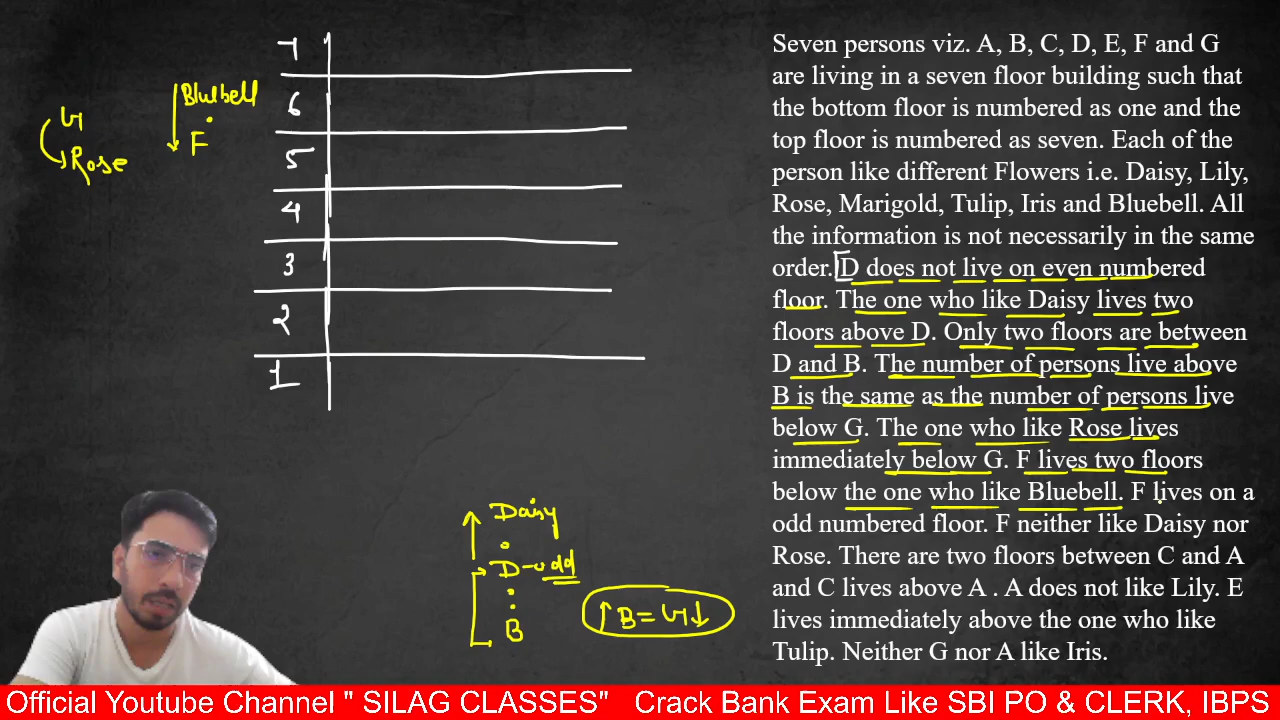 7
6
5
4
3
2
1
G
Rose
Bluebell
F
Daisy
D-odd
B
↑B = G↓
Seven persons viz. A, B, C, D, E, F and G
are living in a seven floor building such that
the bottom floor is numbered as one and the
top floor is numbered as seven. Each of the
person like different Flowers i.e. Daisy, Lily,
Rose, Marigold, Tulip, Iris and Bluebell. All
the information is not necessarily in the same
order. D does not live on even numbered
floor. The one who like Daisy lives two
floors above D. Only two floors are between
D and B. The number of persons live above
B is the same as the number of persons live
below G. The one who like Rose lives
immediately below G. F lives two floors
below the one who like Bluebell. F lives on a
odd numbered floor. F neither like Daisy nor
Rose. There are two floors between C and A
and C lives above A . A does not like Lily. E
lives immediately above the one who like
Tulip. Neither G nor A like Iris.
Official Youtube Channel " SILAG CLASSES" Crack Bank Exam Like SBI PO & CLERK, IBPS